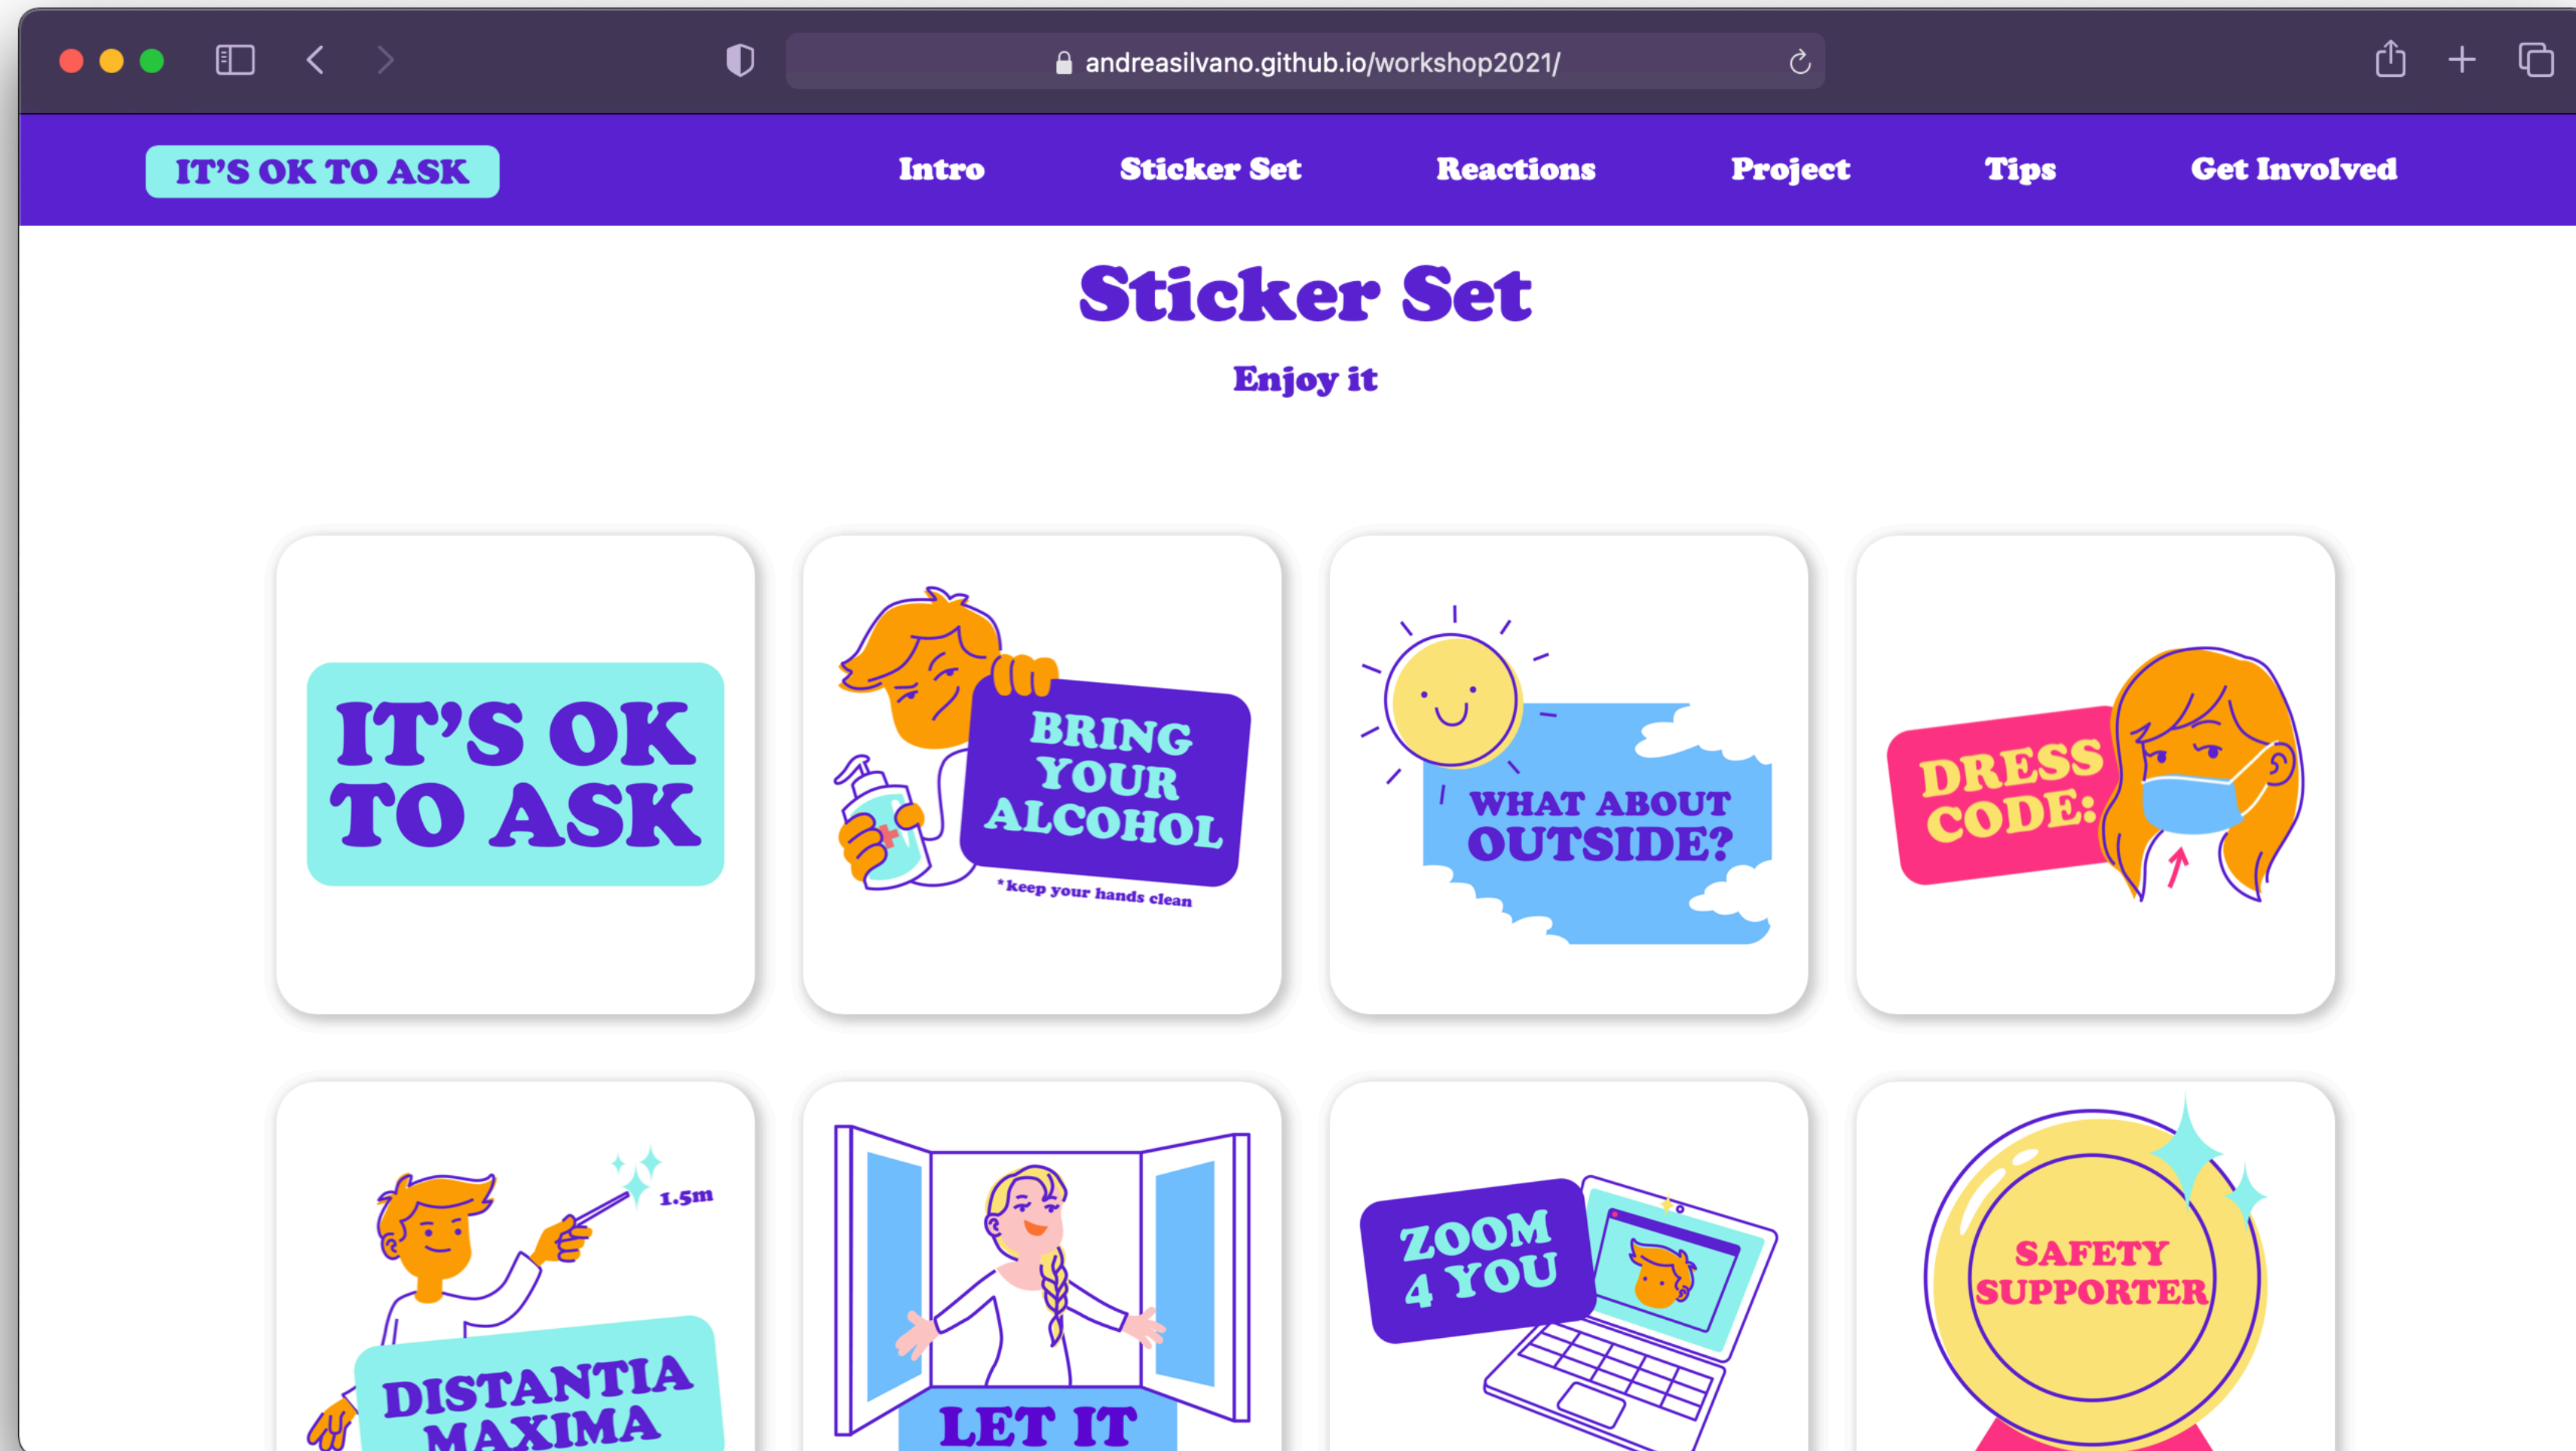 andreasilvano.github.io/workshop2021/
IT'S OK TO ASK
Intro
Sticker Set
Reactions
Project
Tips
Get Involved
Sticker Set
Enjoy it
IT'S OK
TO ASK
BRING
YOUR
ALCOHOL
*keep your hands clean
WHAT ABOUT
OUTSIDE?
DRESS
CODE:
1.5m
DISTANTIA
MAXIMA
LET IT
ZOOM
4 YOU
SAFETY
SUPPORTER